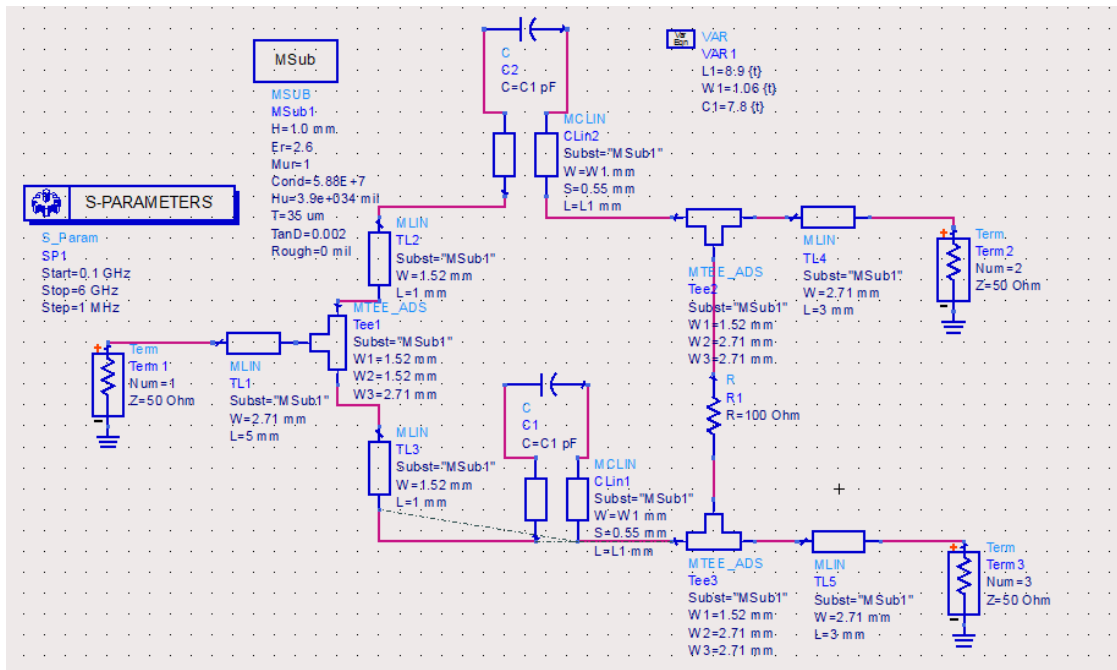 MSub
MSUB
MSub1
H=1.0 mm
Er=2.6
Mur=1
Cond=5.88E+7
Hu=3.9e+034 mil
T=35 um
TanD=0.002
Rough=0 mil
S-PARAMETERS
S_Param
SP1
Start=0.1 GHz
Stop=6 GHz
Step=1 MHz
C
C2
C=C1 pF
Var
Eqn
VAR
VAR1
L1=8.9 {t}
W1=1.06 {t}
C1=7.8 {t}
MCLIN
CLin2
Subst="MSub1"
W=W1 mm
S=0.55 mm
L=L1 mm
MLIN
TL2
Subst="MSub1"
W=1.52 mm
L=1 mm
MTEE_ADS
Tee1
Subst="MSub1"
W1=1.52 mm
W2=1.52 mm
W3=2.71 mm
Term
Term1
Num=1
Z=50 Ohm
MLIN
TL1
Subst="MSub1"
W=2.71 mm
L=5 mm
MLIN
TL3
Subst="MSub1"
W=1.52 mm
L=1 mm
C
C1
C=C1 pF
MCLIN
CLin1
Subst="MSub1"
W=W1 mm
S=0.55 mm
L=L1 mm
MTEE_ADS
Tee2
Subst="MSub1"
W1=1.52 mm
W2=2.71 mm
W3=2.71 mm
MLIN
TL4
Subst="MSub1"
W=2.71 mm
L=3 mm
Term
Term2
Num=2
Z=50 Ohm
R
R1
R=100 Ohm
MTEE_ADS
Tee3
Subst="MSub1"
W1=1.52 mm
W2=2.71 mm
W3=2.71 mm
MLIN
TL5
Subst="MSub1"
W=2.71 mm
L=3 mm
Term
Term3
Num=3
Z=50 Ohm